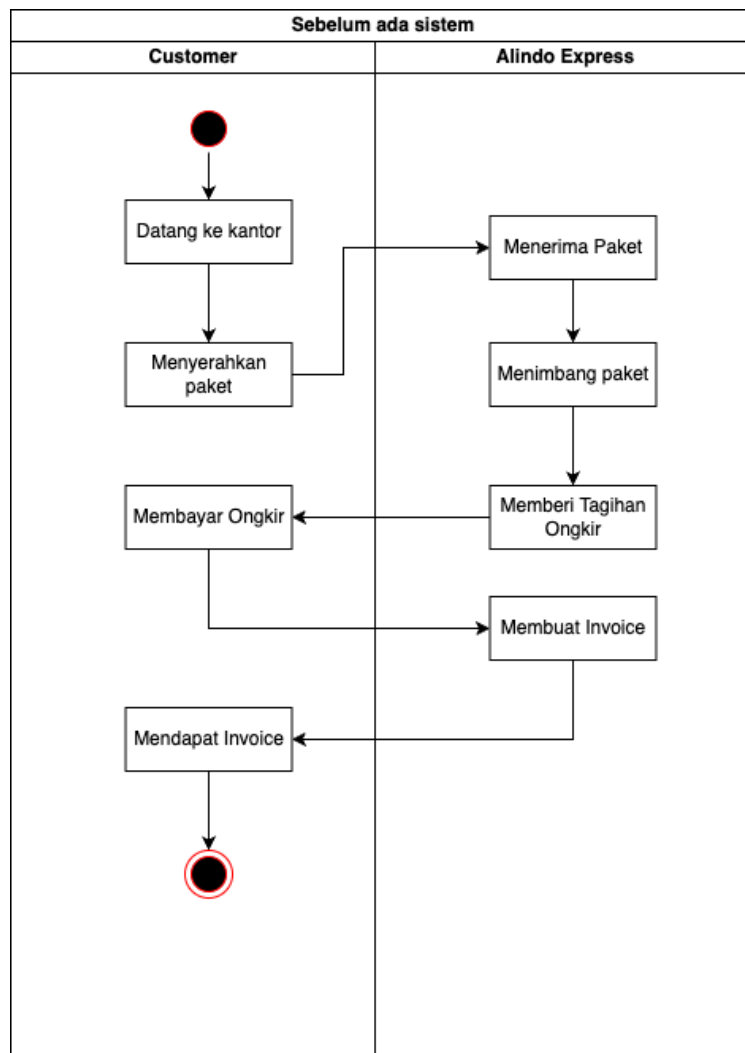 Sebelum ada sistem
Customer
Alindo Express
Datang ke kantor
Menerima Paket
Menyerahkan
paket
Menimbang paket
Membayar Ongkir
Memberi Tagihan
Ongkir
Membuat Invoice
Mendapat Invoice